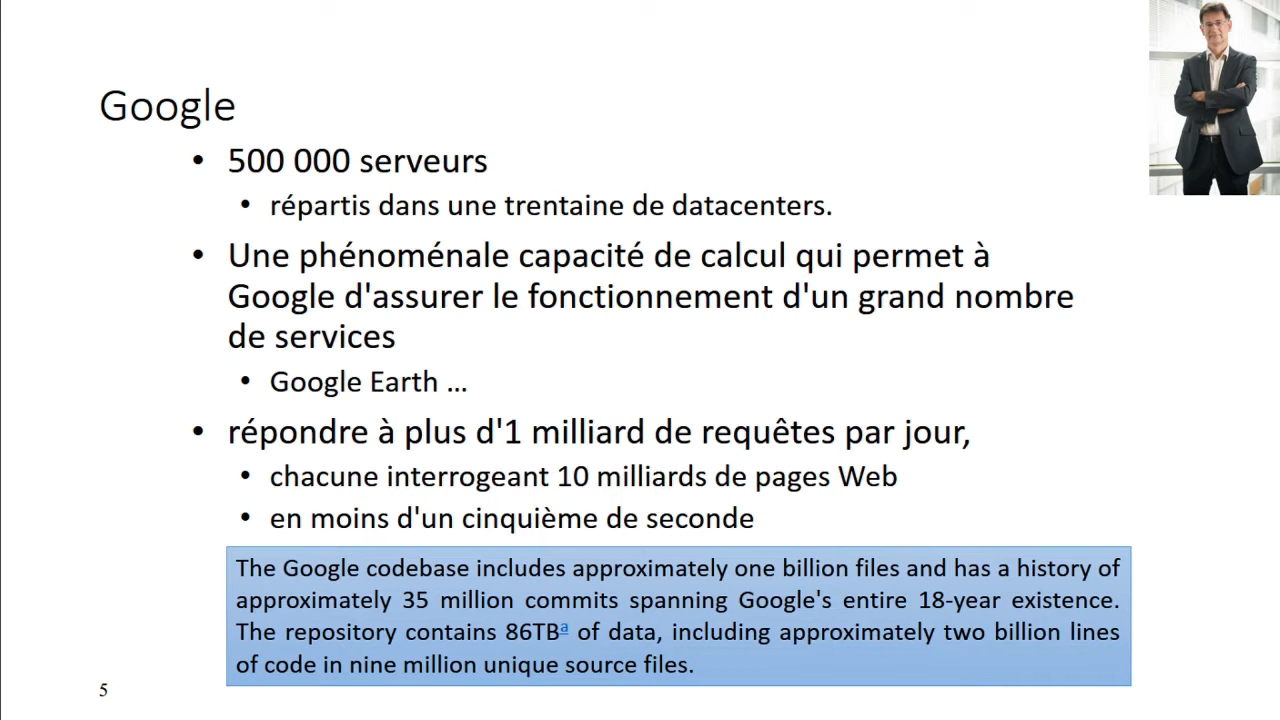 Google
• 500 000 serveurs
• répartis dans une trentaine de datacenters.
• Une phénoménale capacité de calcul qui permet à
Google d'assurer le fonctionnement d'un grand nombre
de services
• Google Earth ...
• répondre à plus d'1 milliard de requêtes par jour,
• chacune interrogeant 10 milliards de pages Web
• en moins d'un cinquième de seconde
The Google codebase includes approximately one billion files and has a history of
approximately 35 million commits spanning Google's entire 18-year existence.
The repository contains 86TBa of data, including approximately two billion lines
of code in nine million unique source files.
5